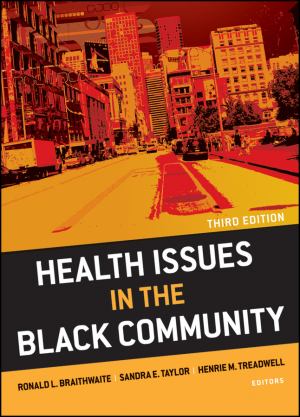 THIRD EDITION
HEALTH ISSUES
IN THE
BLACK COMMUNITY
RONALD L. BRAITHWAITE | SANDRA E. TAYLOR | HENRIE M. TREADWELL
EDITORS